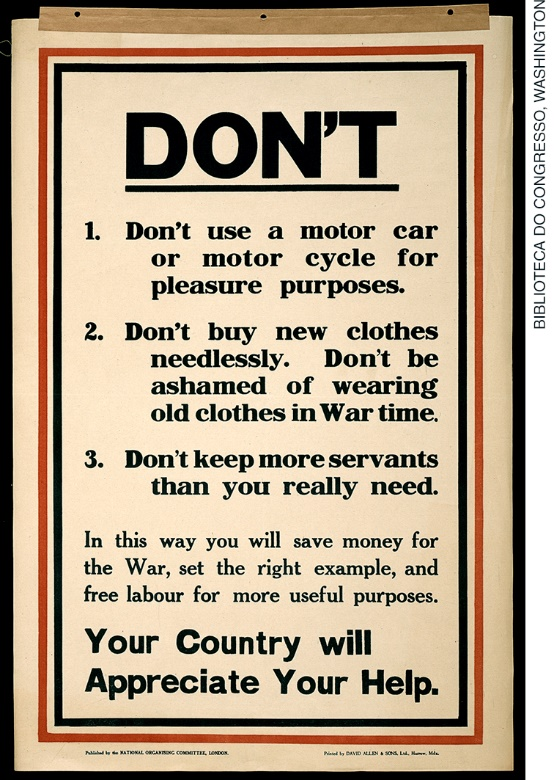 DON'T
1. Don't use a motor car
or motor cycle for
pleasure purposes.
2. Don't buy new clothes
needlessly. Don't be
ashamed of wearing
old clothes in War time.
3. Don't keep more servants
than you really need.
In this way you will save money for
the War, set the right example, and
free labour for more useful purposes.
Your Country will
Appreciate Your Help.
Published by the NATIONAL ORGANISING COMMITTEE, LONDON.
Printed by DAVID ALLEN & SONS, Ltd., Harrow, Mdx.
BIBLIOTECA DO CONGRESSO, WASHINGTON